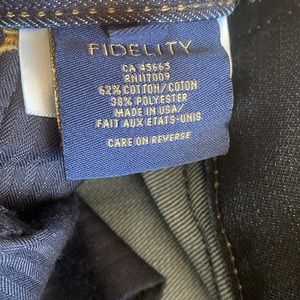 FIDELITY
CA 45665
RN117009
62% COTTON/COTON
38% POLYESTER
MADE IN USA/
FAIT AUX ETATS-UNIS
CARE ON REVERSE